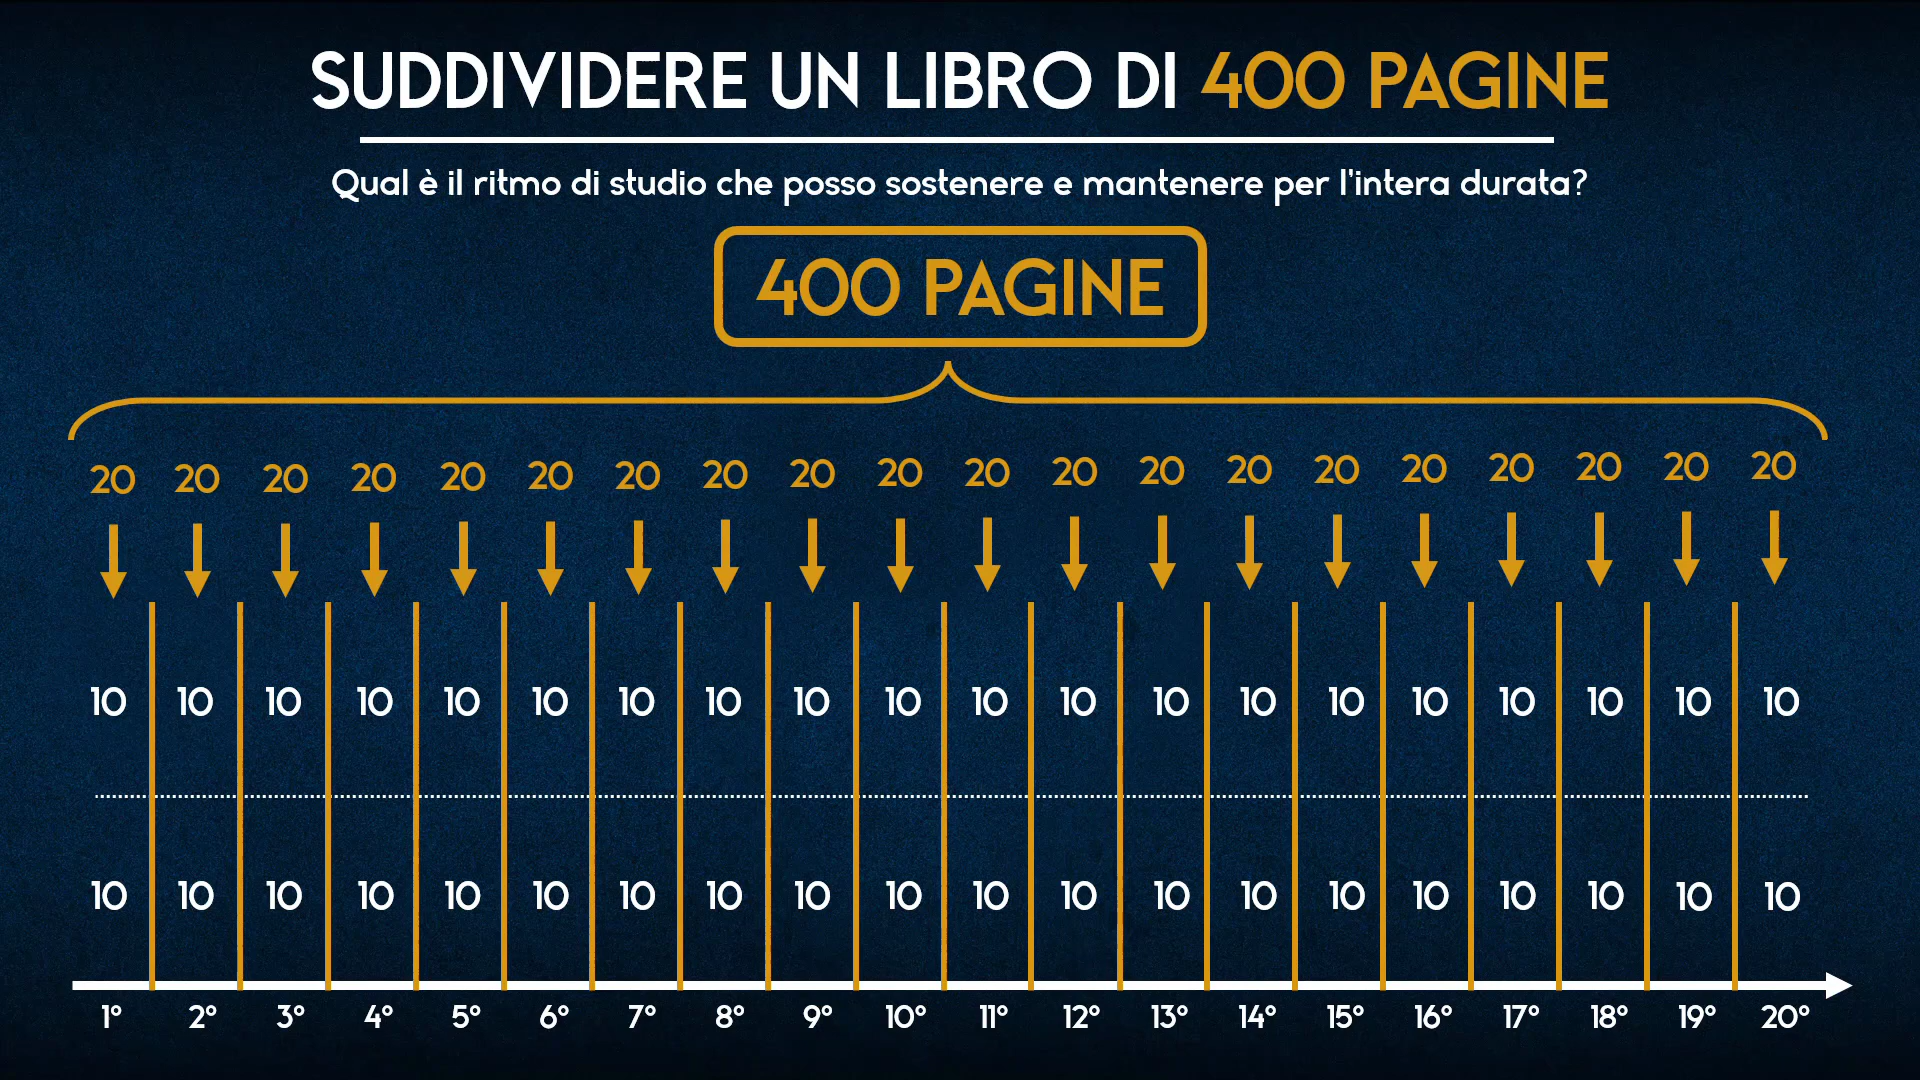 SUDDIVIDERE UN LIBRO DI 400 PAGINE
Qual è il ritmo di studio che posso sostenere e mantenere per l'intera durata?
400 PAGINE
20 20 20 20 20 20 20 20 20 20 20 20 20 20 20 20 20 20 20 20
10 10 10 10 10 10 10 10 10 10 10 10 10 10 10 10 10 10 10 10
10 10 10 10 10 10 10 10 10 10 10 10 10 10 10 10 10 10 10 10
1° 2° 3° 4° 5° 6° 7° 8° 9° 10° 11° 12° 13° 14° 15° 16° 17° 18° 19° 20°